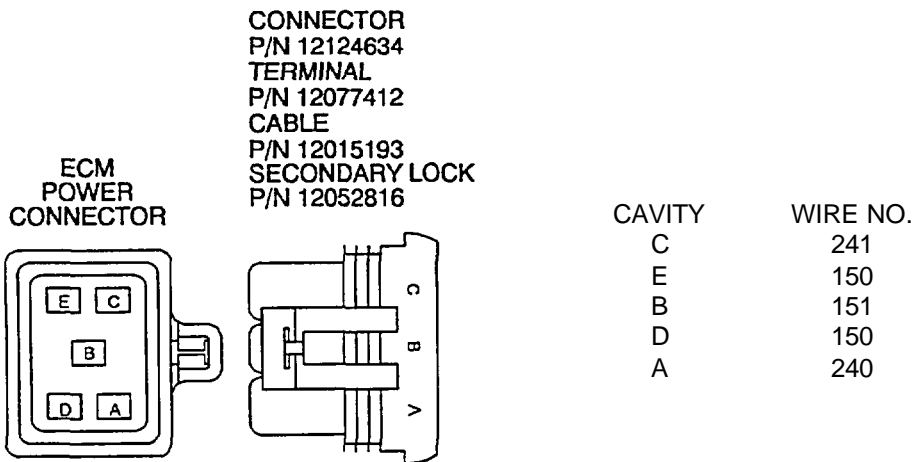 CONNECTOR
P/N 12124634
TERMINAL
P/N 12077412
CABLE
P/N 12015193
SECONDARY LOCK
P/N 12052816
ECM
POWER
CONNECTOR
E C
B
D A
C
B
A
CAVITY WIRE NO.
C 241
E 150
B 151
D 150
A 240